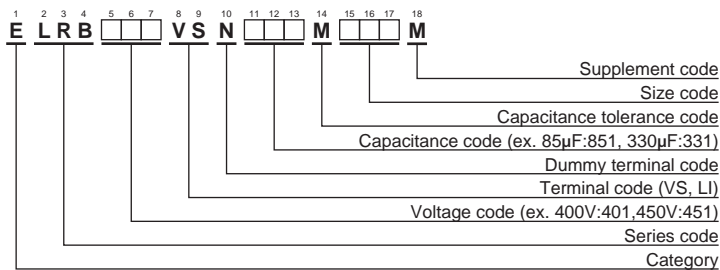 1 2 3 4 5 6 7 8 9 10 11 12 13 14 15 16 17 18
E L R B V S N M M
Supplement code
Size code
Capacitance tolerance code
Capacitance code (ex. 85μF:851, 330μF:331)
Dummy terminal code
Terminal code (VS, LI)
Voltage code (ex. 400V:401,450V:451)
Series code
Category